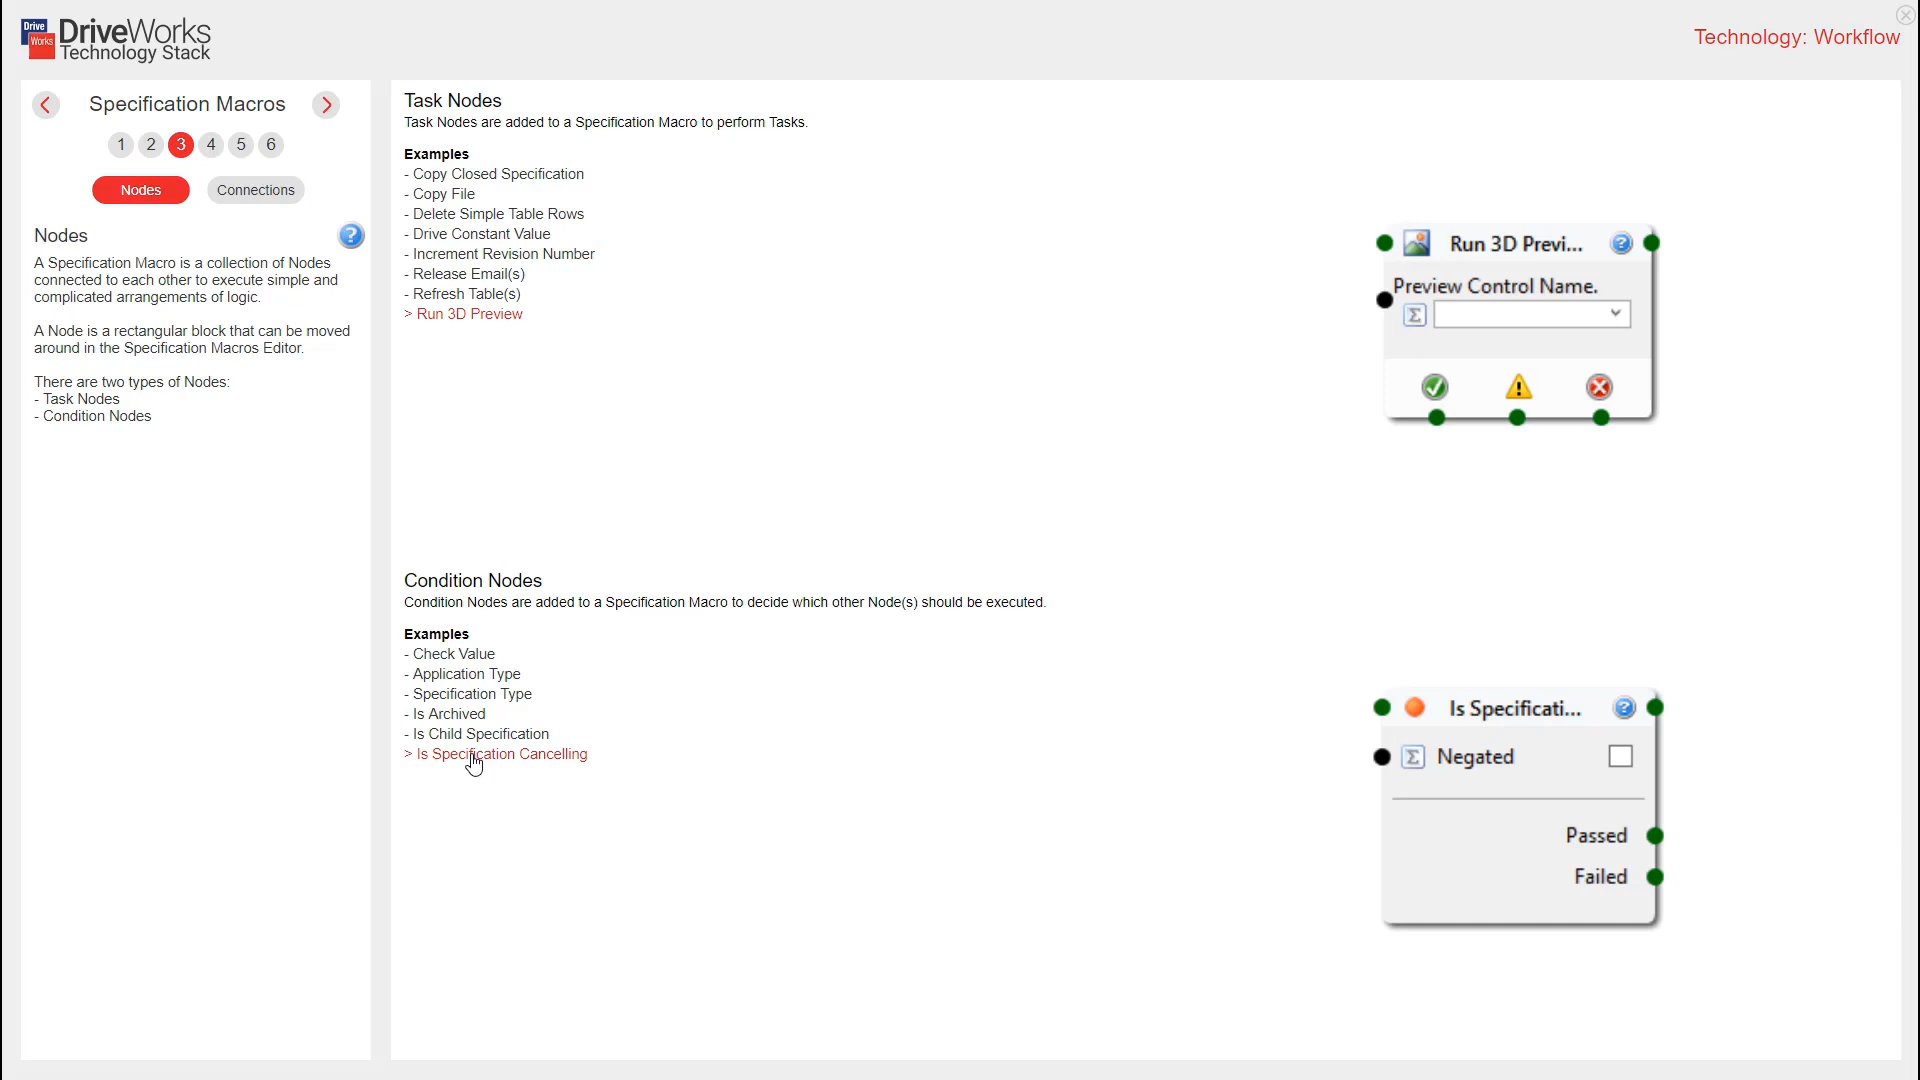 Drive
Works
DriveWorks
Technology Stack
Technology: Workflow
Specification Macros
1 2 3 4 5 6
Nodes Connections
Nodes
A Specification Macro is a collection of Nodes
connected to each other to execute simple and
complicated arrangements of logic.
A Node is a rectangular block that can be moved
around in the Specification Macros Editor.
There are two types of Nodes:
- Task Nodes
- Condition Nodes
Task Nodes
Task Nodes are added to a Specification Macro to perform Tasks.
Examples
- Copy Closed Specification
- Copy File
- Delete Simple Table Rows
- Drive Constant Value
- Increment Revision Number
- Release Email(s)
- Refresh Table(s)
> Run 3D Preview
Run 3D Previ...
Preview Control Name.
Σ
Condition Nodes
Condition Nodes are added to a Specification Macro to decide which other Node(s) should be executed.
Examples
- Check Value
- Application Type
- Specification Type
- Is Archived
- Is Child Specification
> Is Specification Cancelling
Is Specificati...
Σ Negated
Passed
Failed